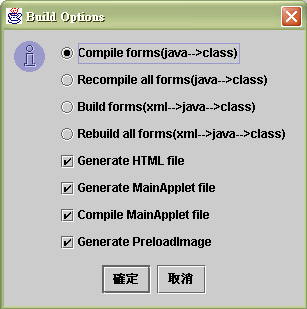 Build Options
Compile forms(java-->class)
Recompile all forms(java-->class)
Build forms(xml-->java-->class)
Rebuild all forms(xml-->java-->class)
Generate HTML file
Generate MainApplet file
Compile MainApplet file
Generate PreloadImage
確定 取消